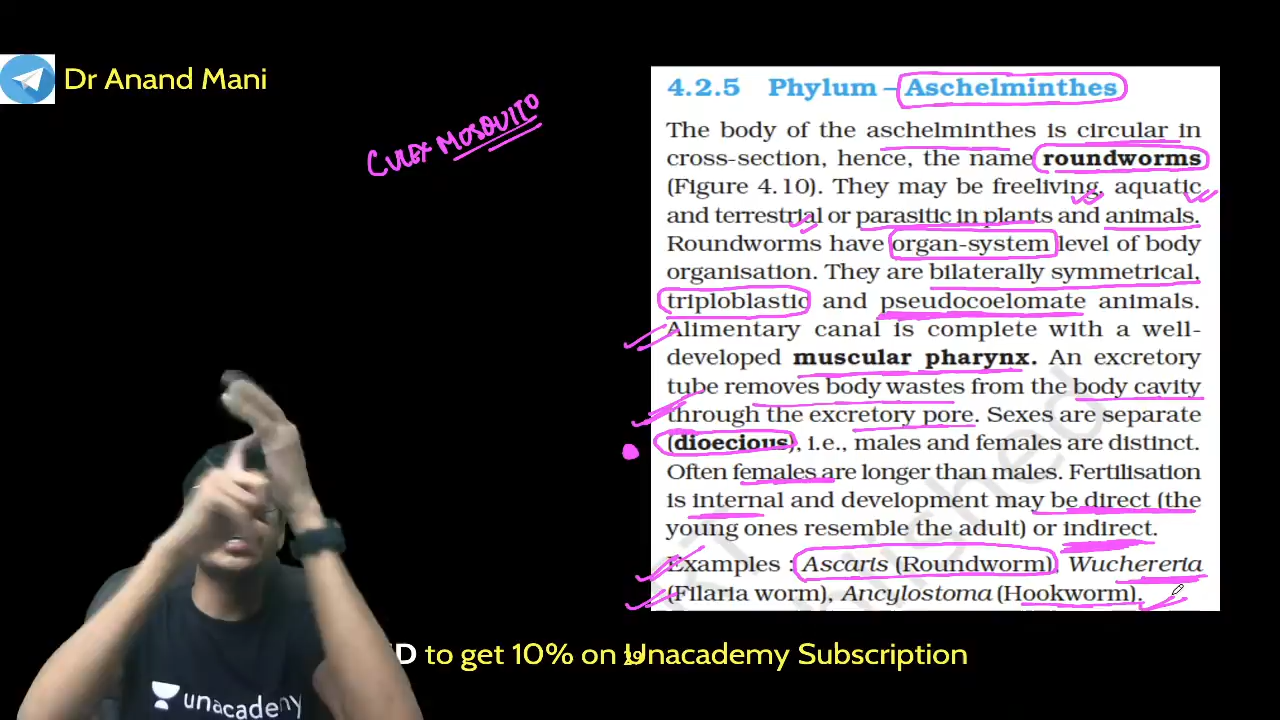 Dr Anand Mani
CULEX MOSQUITO
4.2.5 Phylum – Aschelminthes
The body of the aschelminthes is circular in
cross-section, hence, the name roundworms
(Figure 4.10). They may be freeliving, aquatic
and terrestrial or parasitic in plants and animals.
Roundworms have organ-system level of body
organisation. They are bilaterally symmetrical,
triploblastic and pseudocoelomate animals.
Alimentary canal is complete with a well-
developed muscular pharynx. An excretory
tube removes body wastes from the body cavity
through the excretory pore. Sexes are separate
(dioecious), i.e., males and females are distinct.
Often females are longer than males. Fertilisation
is internal and development may be direct (the
young ones resemble the adult) or indirect.
Examples : Ascaris (Roundworm), Wuchereria
(Filaria worm), Ancylostoma (Hookworm).
to get 10% on Unacademy Subscription
29
unacademy